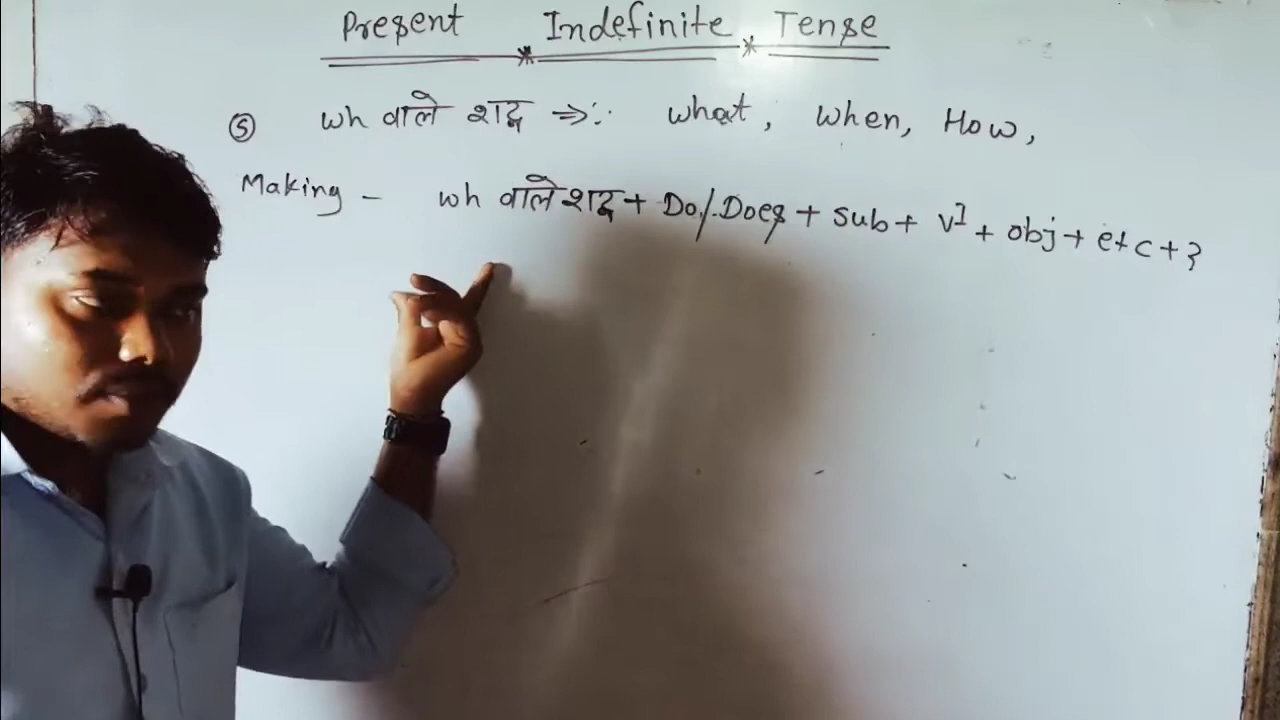 Present Indefinite Tense
⑤ Wh वाले शब्द ⇒:· what, when, How,
Making - wh वाले शब्द + Do/Does + sub + v¹ + obj + etc + ?